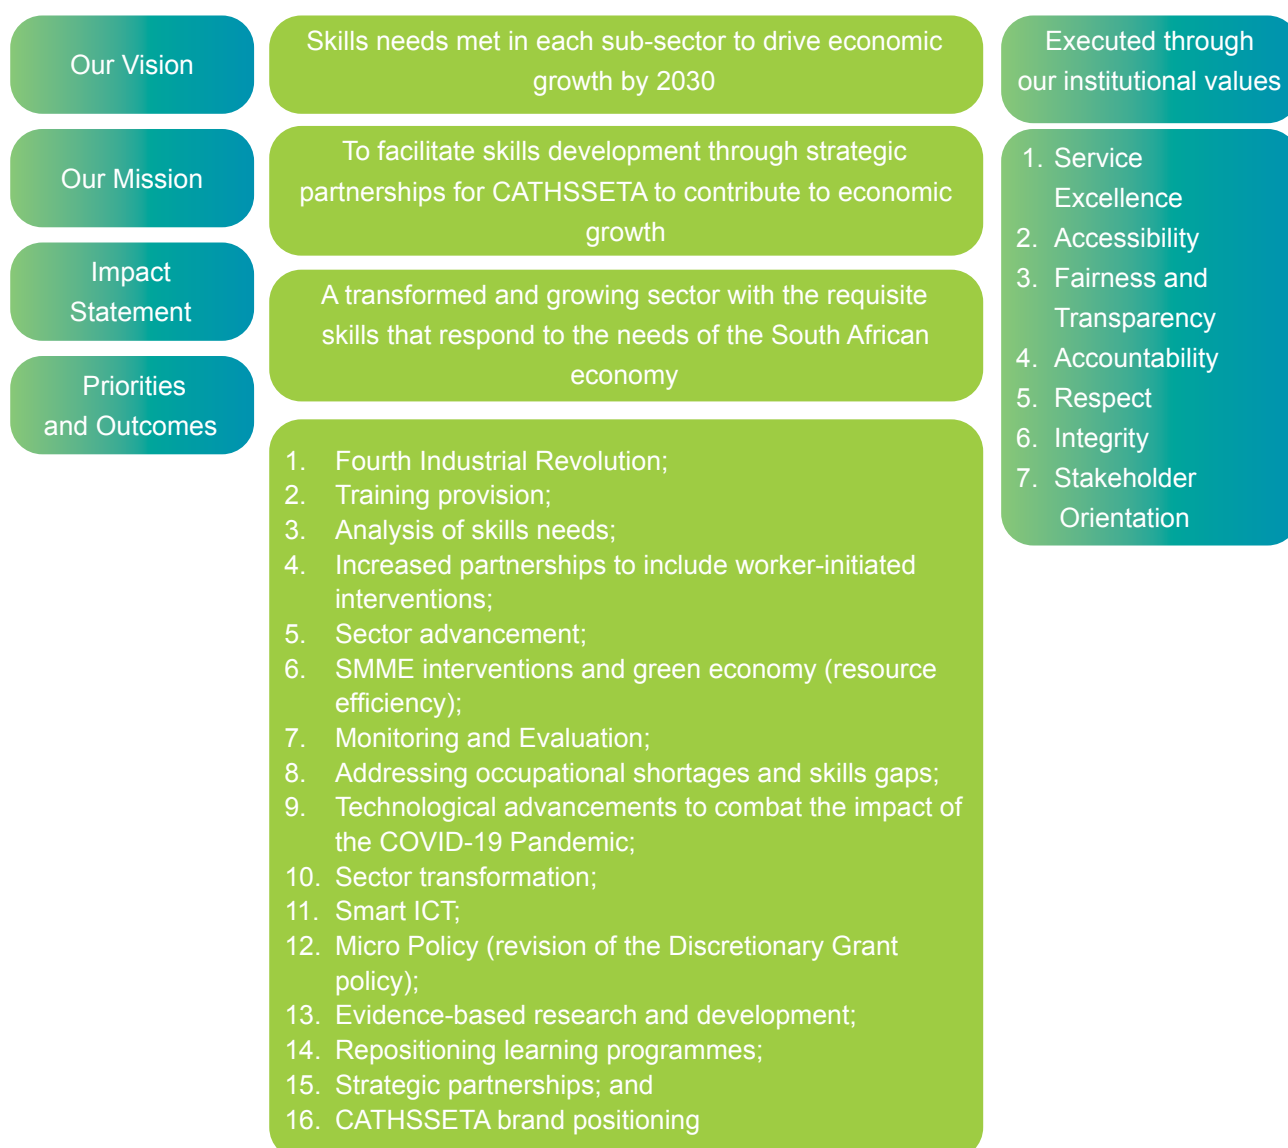 Our Vision
Skills needs met in each sub-sector to drive economic
growth by 2030
Our Mission
To facilitate skills development through strategic
partnerships for CATHSSETA to contribute to economic
growth
Impact
Statement
A transformed and growing sector with the requisite
skills that respond to the needs of the South African
economy
Priorities
and Outcomes
1. Fourth Industrial Revolution;
2. Training provision;
3. Analysis of skills needs;
4. Increased partnerships to include worker-initiated
interventions;
5. Sector advancement;
6. SMME interventions and green economy (resource
efficiency);
7. Monitoring and Evaluation;
8. Addressing occupational shortages and skills gaps;
9. Technological advancements to combat the impact of
the COVID-19 Pandemic;
10. Sector transformation;
11. Smart ICT;
12. Micro Policy (revision of the Discretionary Grant
policy);
13. Evidence-based research and development;
14. Repositioning learning programmes;
15. Strategic partnerships; and
16. CATHSSETA brand positioning
Executed through
our institutional values
1. Service
Excellence
2. Accessibility
3. Fairness and
Transparency
4. Accountability
5. Respect
6. Integrity
7. Stakeholder
Orientation